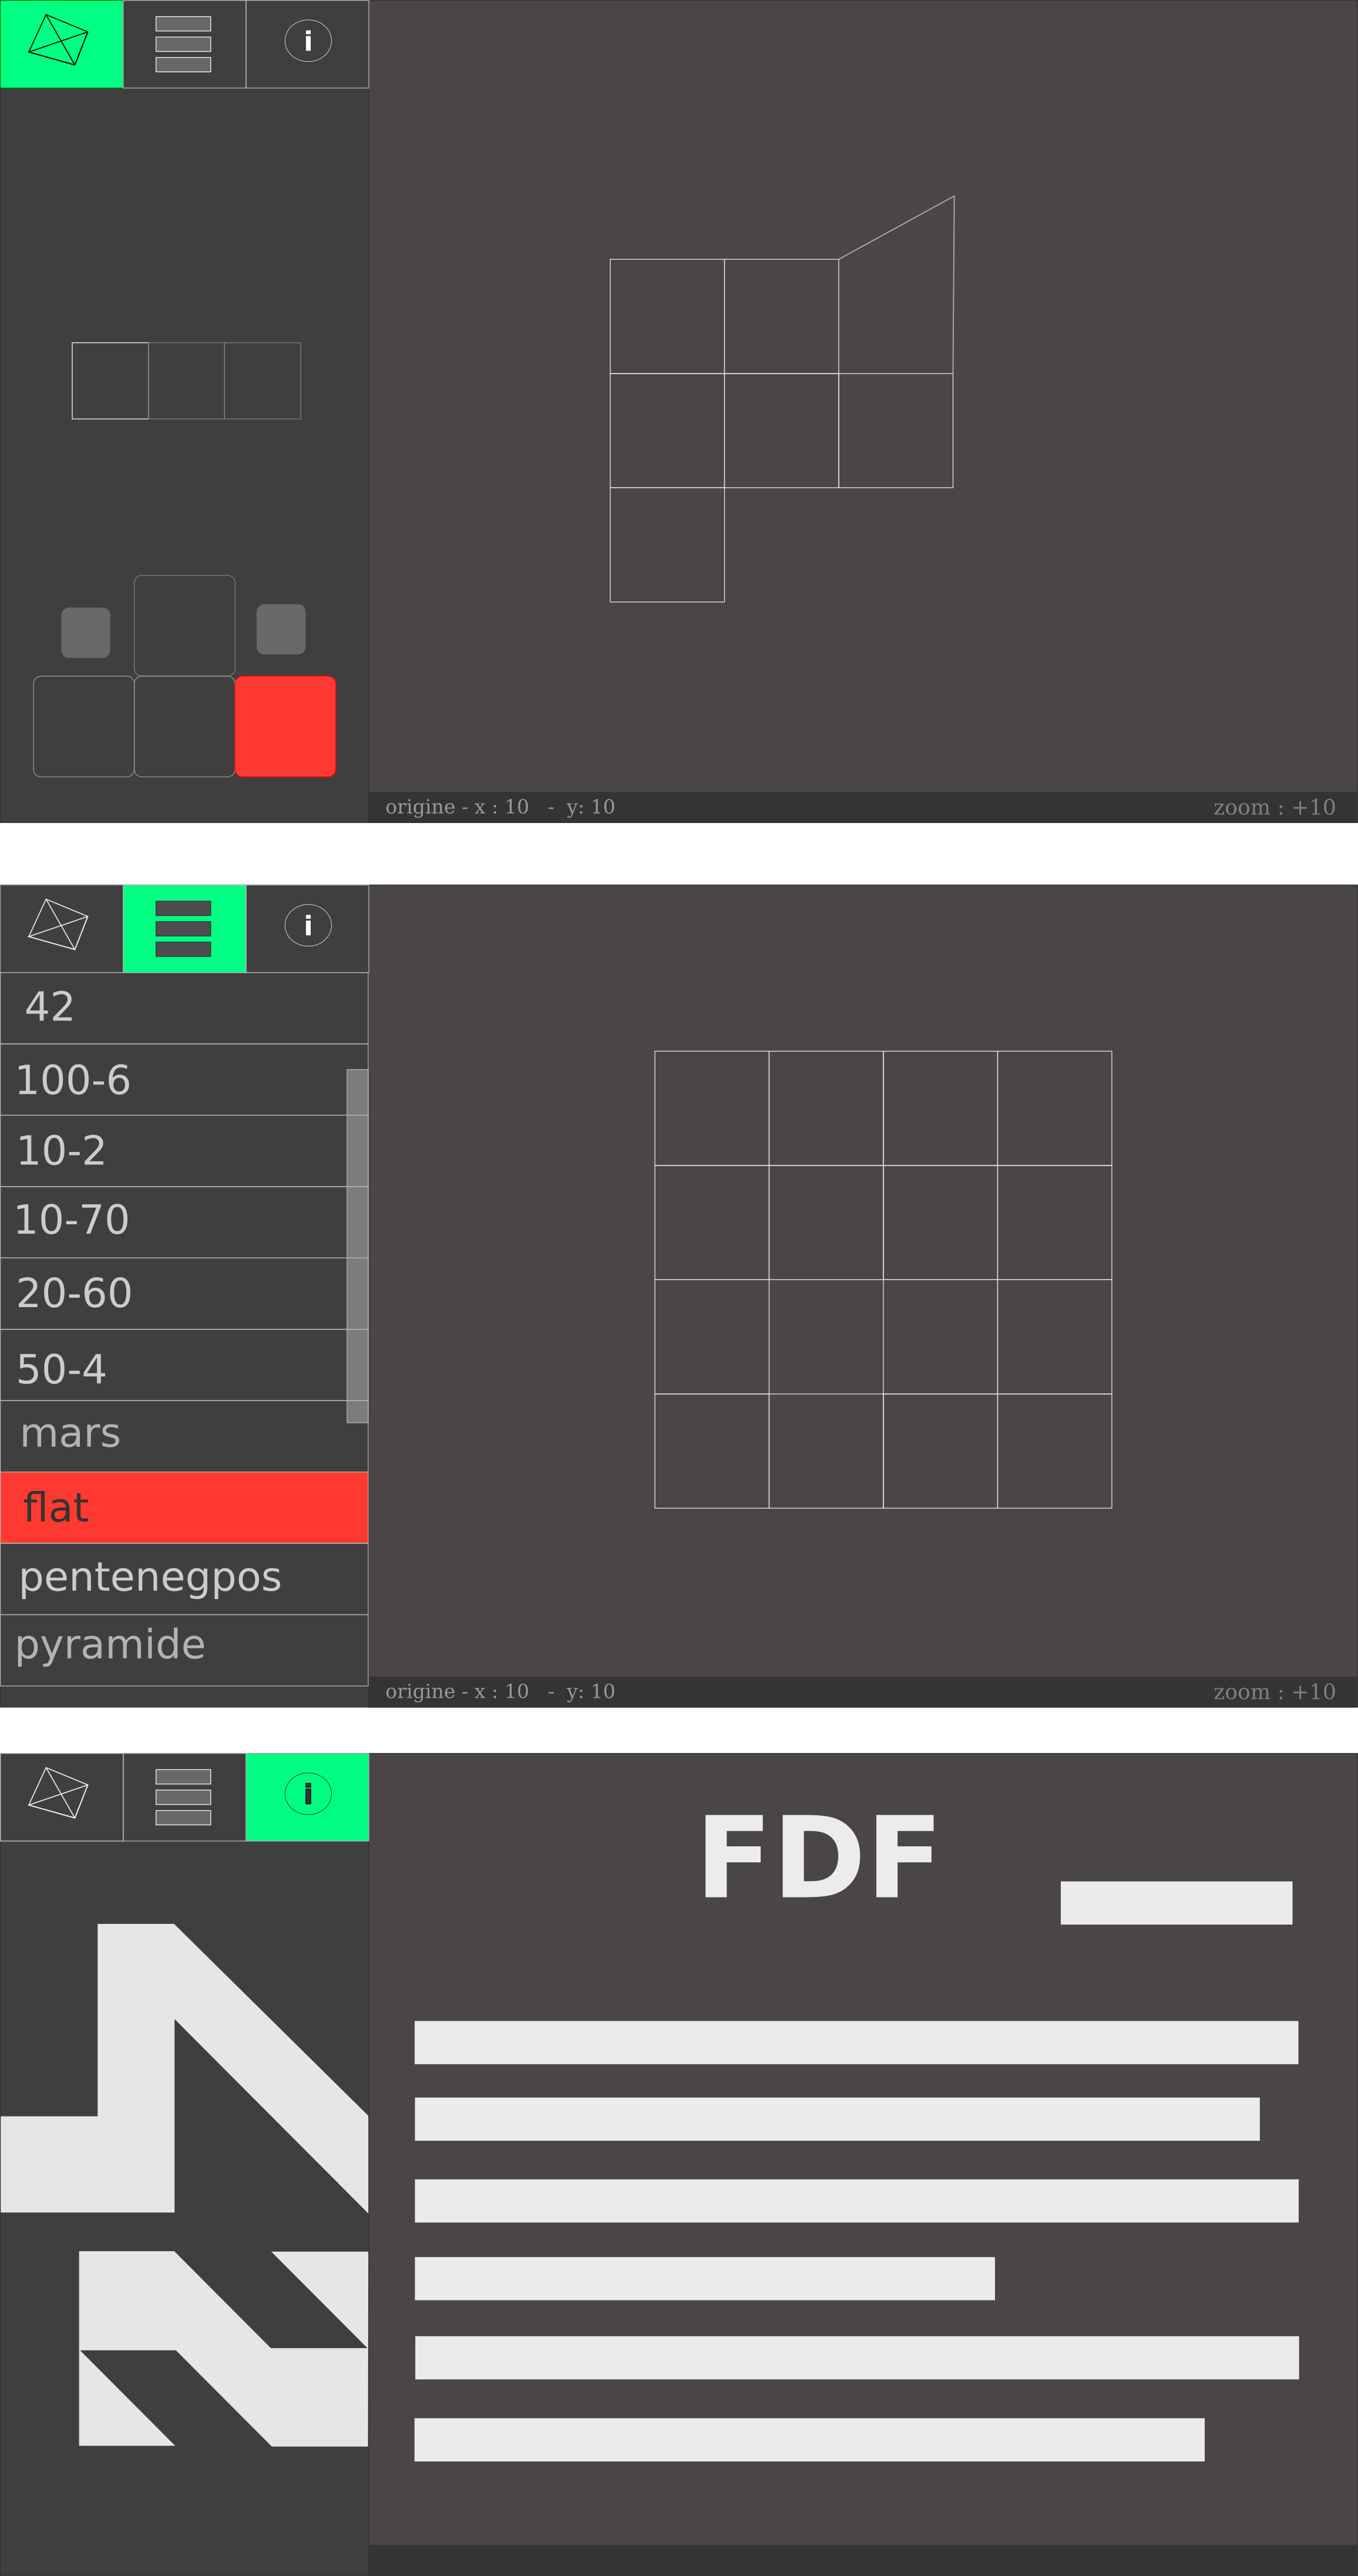 i
origine - x : 10 - y: 10
zoom : +10
i
42
100-6
10-2
10-70
20-60
50-4
mars
flat
pentenegpos
pyramide
origine - x : 10 - y: 10
zoom : +10
i
FDF